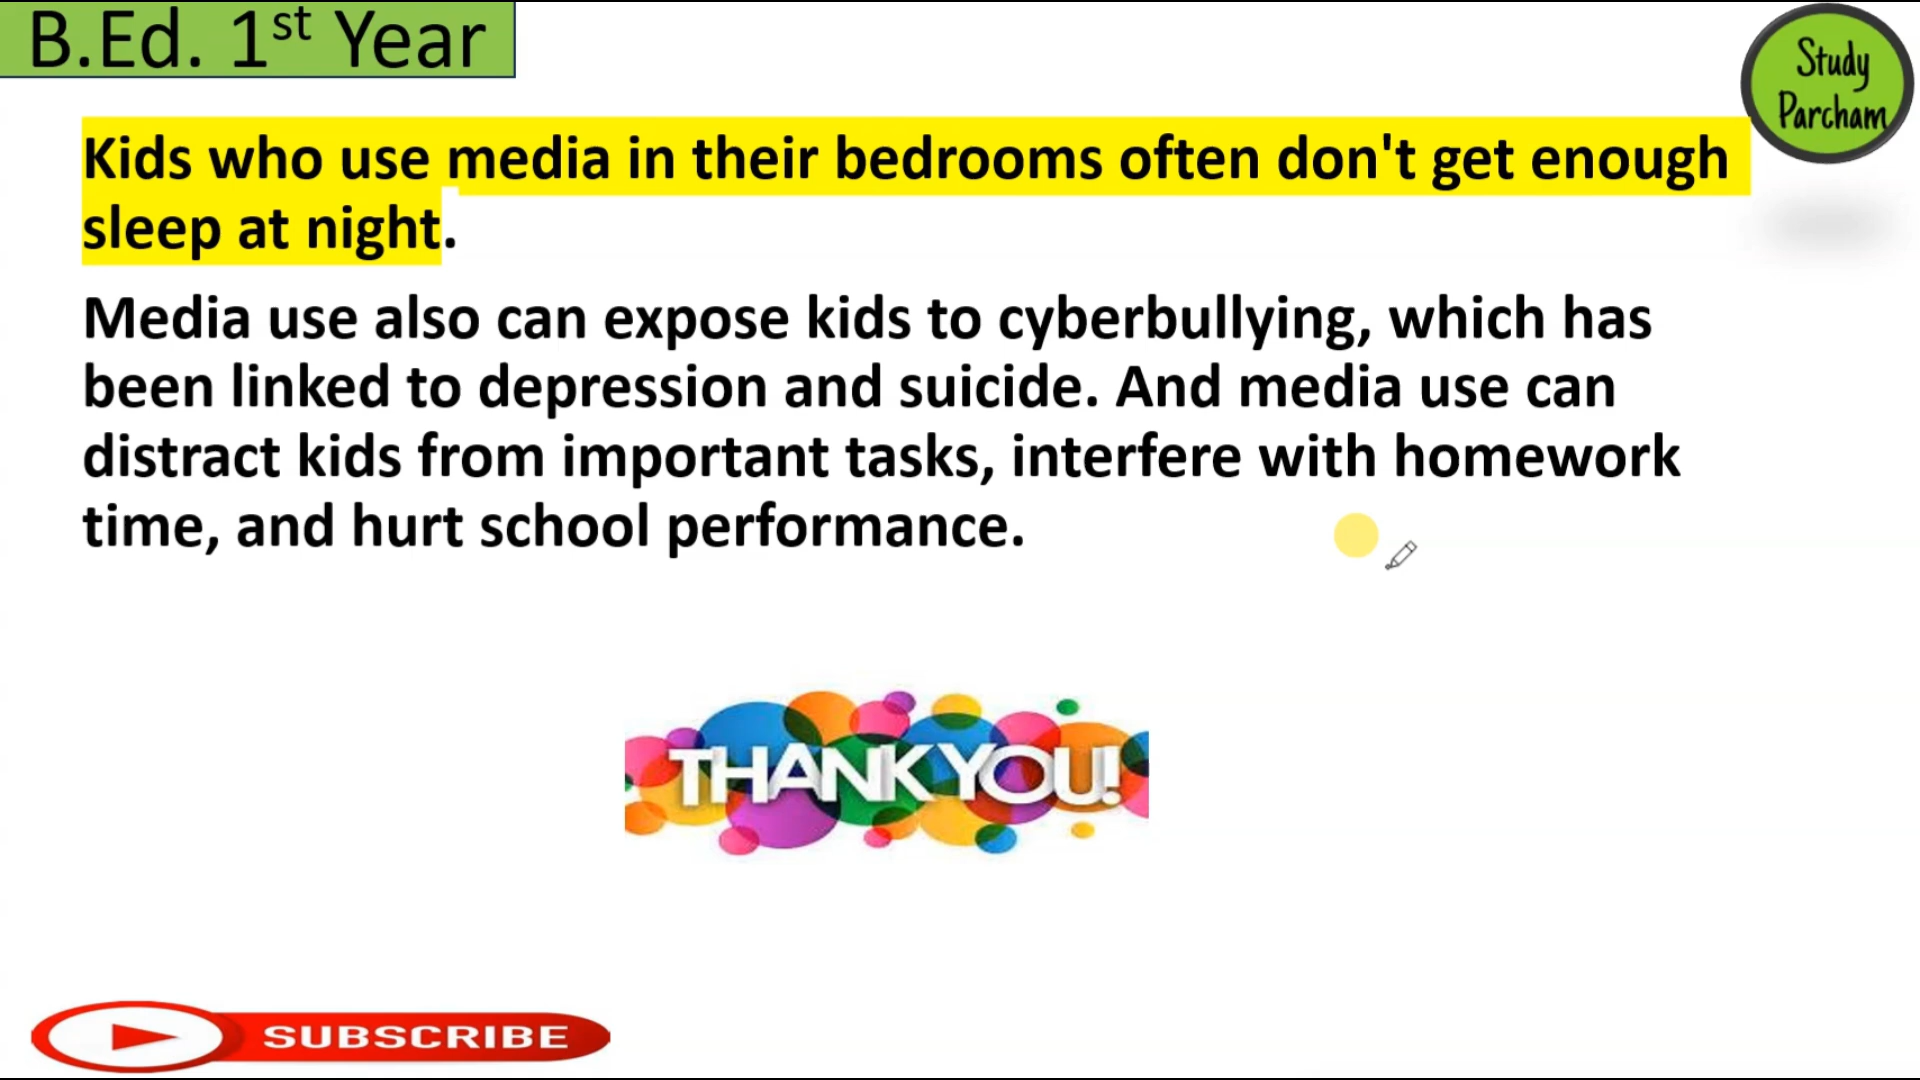 B.Ed. 1st Year
Study
Parcham
Kids who use media in their bedrooms often don't get enough
sleep at night.
Media use also can expose kids to cyberbullying, which has
been linked to depression and suicide. And media use can
distract kids from important tasks, interfere with homework
time, and hurt school performance.
THANK YOU!
SUBSCRIBE